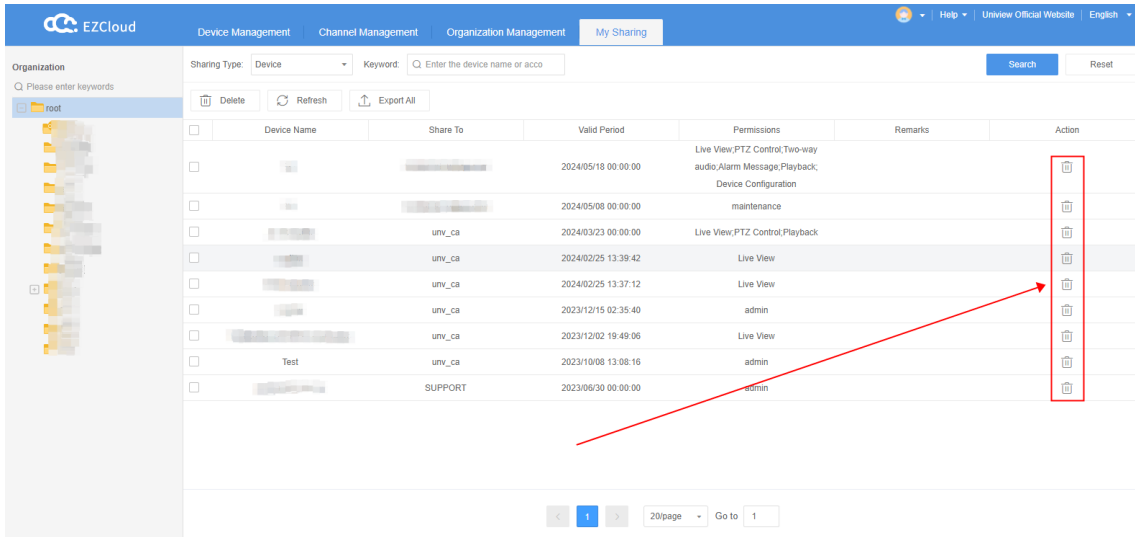 EZCloud
Help
Uniview Official Website
English
Device Management
Channel Management
Organization Management
My Sharing
Organization
Please enter keywords
root
Sharing Type: Device
Keyword: Enter the device name or acco
Search
Reset
Delete
Refresh
Export All
Device Name Share To Valid Period Permissions Remarks Action
Live View;PTZ Control;Two-way
2024/05/18 00:00:00 audio;Alarm Message;Playback;
Device Configuration
2024/05/08 00:00:00 maintenance
unv_ca 2024/03/23 00:00:00 Live View;PTZ Control;Playback
unv_ca 2024/02/25 13:39:42 Live View
unv_ca 2024/02/25 13:37:12 Live View
unv_ca 2023/12/15 02:35:40 admin
unv_ca 2023/12/02 19:49:06 Live View
Test unv_ca 2023/10/08 13:08:16 admin
SUPPORT 2023/06/30 00:00:00 admin
1
20/page
Go to 1